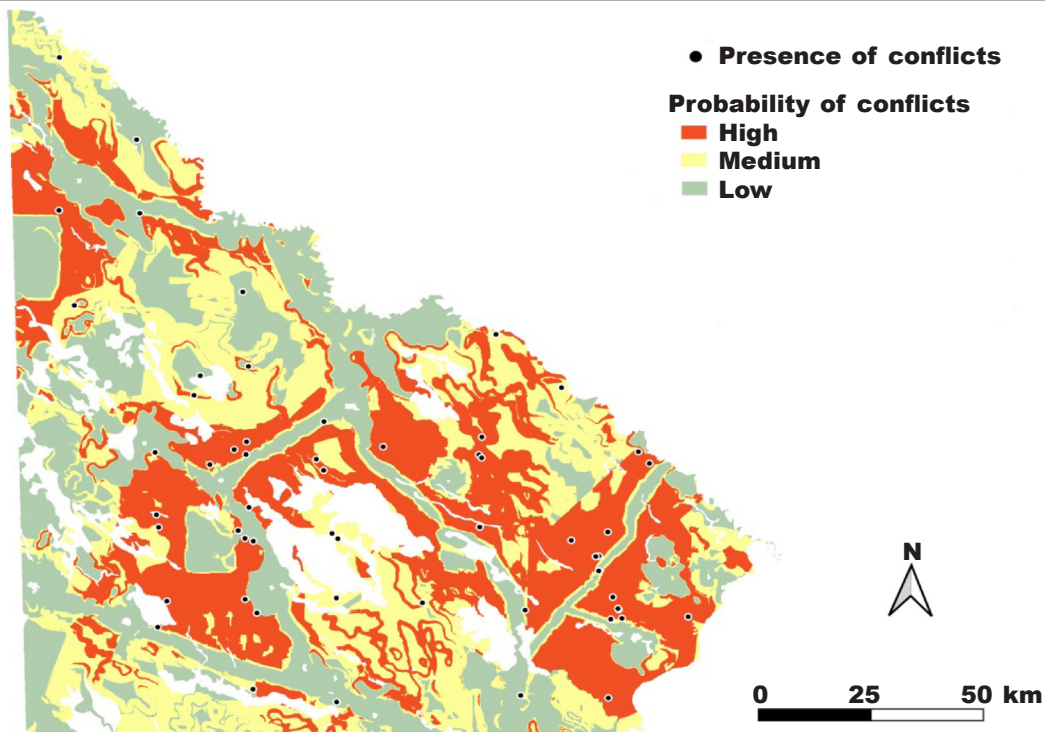 Presence of conflicts
Probability of conflicts
High
Medium
Low
N
0 25 50 km